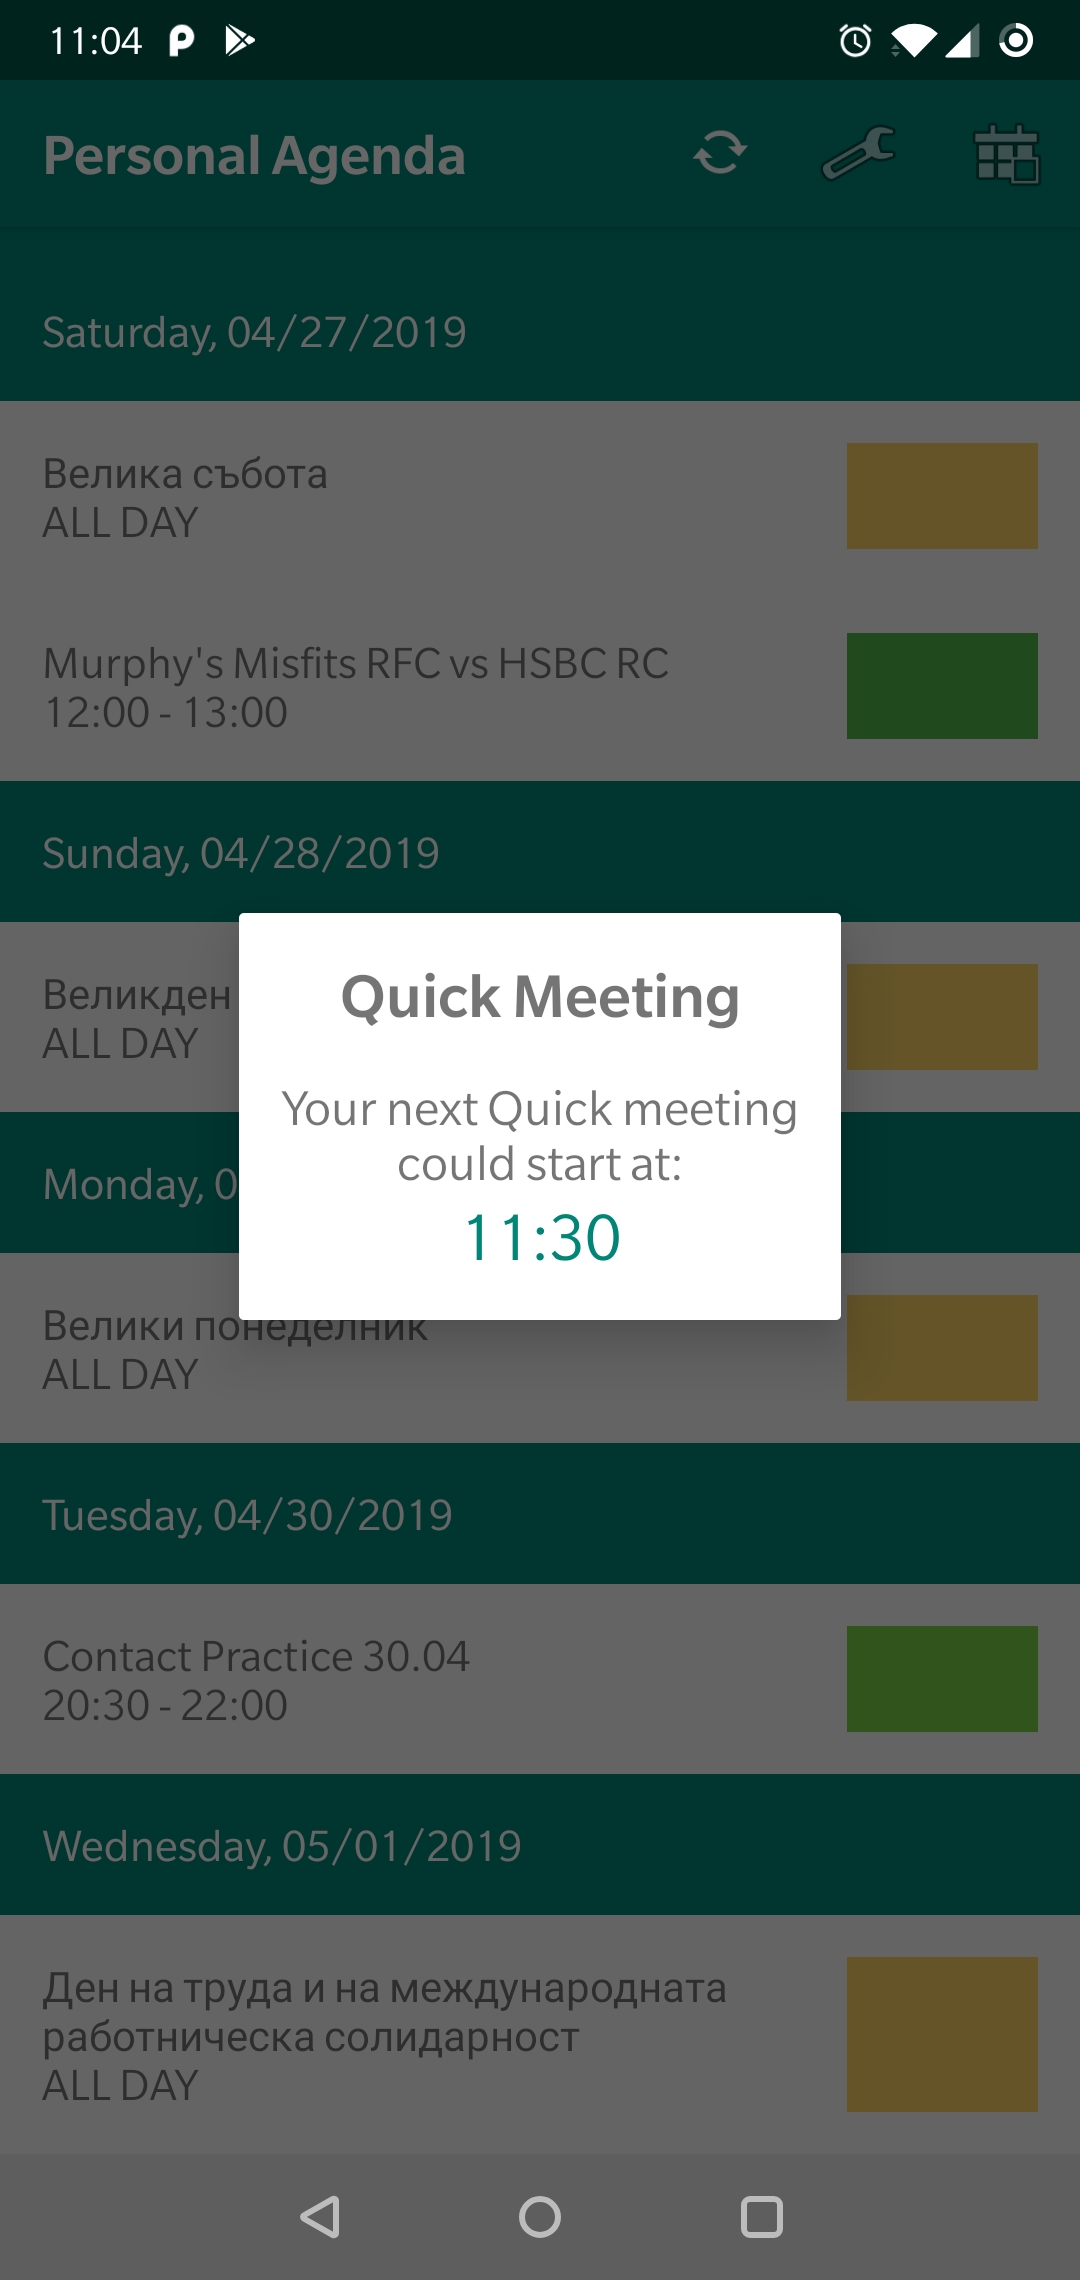 11:04
Personal Agenda
Saturday, 04/27/2019
Велика събота
ALL DAY
Murphy's Misfits RFC vs HSBC RC
12:00 - 13:00
Sunday, 04/28/2019
Великден
ALL DAY
Quick Meeting
Your next Quick meeting
could start at:
11:30
Monday, 0
Велики понеделник
ALL DAY
Tuesday, 04/30/2019
Contact Practice 30.04
20:30 - 22:00
Wednesday, 05/01/2019
Ден на труда и на международната
работническа солидарност
ALL DAY